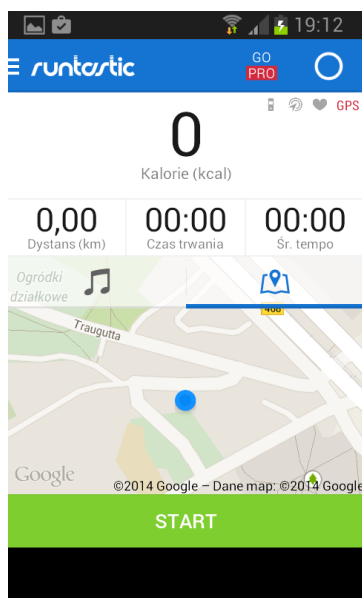 19:12
runtastic
GO
PRO
GPS
0
Kalorie (kcal)
0,00 00:00 00:00
Dystans (km) Czas trwania Śr. tempo
Ogródki
działkowe
468
Traugutta
Google
©2014 Google – Dane map: ©2014 Google
START